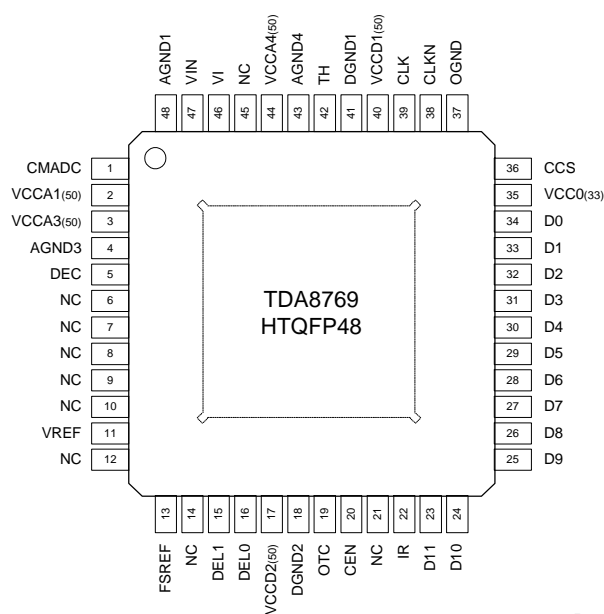 AGND1
VIN
VI
NC
VCCA4(50)
AGND4
TH
DGND1
VCCD1(50)
CLK
CLKN
OGND
48
47
46
45
44
43
42
41
40
39
38
37
CMADC 1
VCCA1(50) 2
VCCA3(50) 3
AGND3 4
DEC 5
NC 6
NC 7
NC 8
NC 9
NC 10
VREF 11
NC 12
TDA8769
HTQFP48
36 CCS
35 VCC0(33)
34 D0
33 D1
32 D2
31 D3
30 D4
29 D5
28 D6
27 D7
26 D8
25 D9
13
14
15
16
17
18
19
20
21
22
23
24
FSREF
NC
DEL1
DEL0
VCCD2(50)
DGND2
OTC
CEN
NC
IR
D11
D10